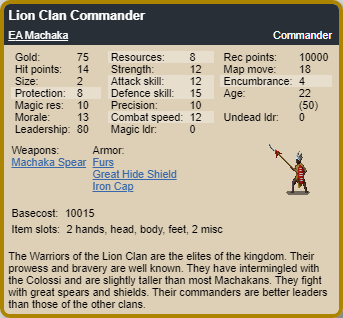 Lion Clan Commander
EA Machaka Commander
Gold: 75 Resources: 8 Rec points: 10000
Hit points: 14 Strength: 12 Map move: 18
Size: 2 Attack skill: 12 Encumbrance: 4
Protection: 8 Defence skill: 15 Age: 22
Magic res: 10 Precision: 10 (50)
Morale: 13 Combat speed: 12 Undead ldr: 0
Leadership: 80 Magic ldr: 0
Weapons: Armor:
Machaka Spear Furs
Great Hide Shield
Iron Cap
Basecost: 10015
Item slots: 2 hands, head, body, feet, 2 misc
The Warriors of the Lion Clan are the elites of the kingdom. Their
prowess and bravery are well known. They have intermingled with
the Colossi and are slightly taller than most Machakans. They fight
with great spears and shields. Their commanders are better leaders
than those of the other clans.